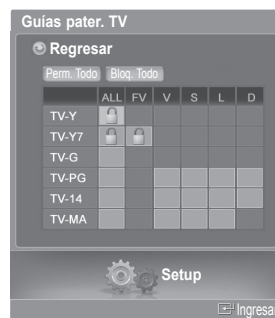 Guías pater. TV
Regresar
Perm. Todo Bloq. Todo
ALL FV V S L D
TV-Y
TV-Y7
TV-G
TV-PG
TV-14
TV-MA
Setup
Ingresar